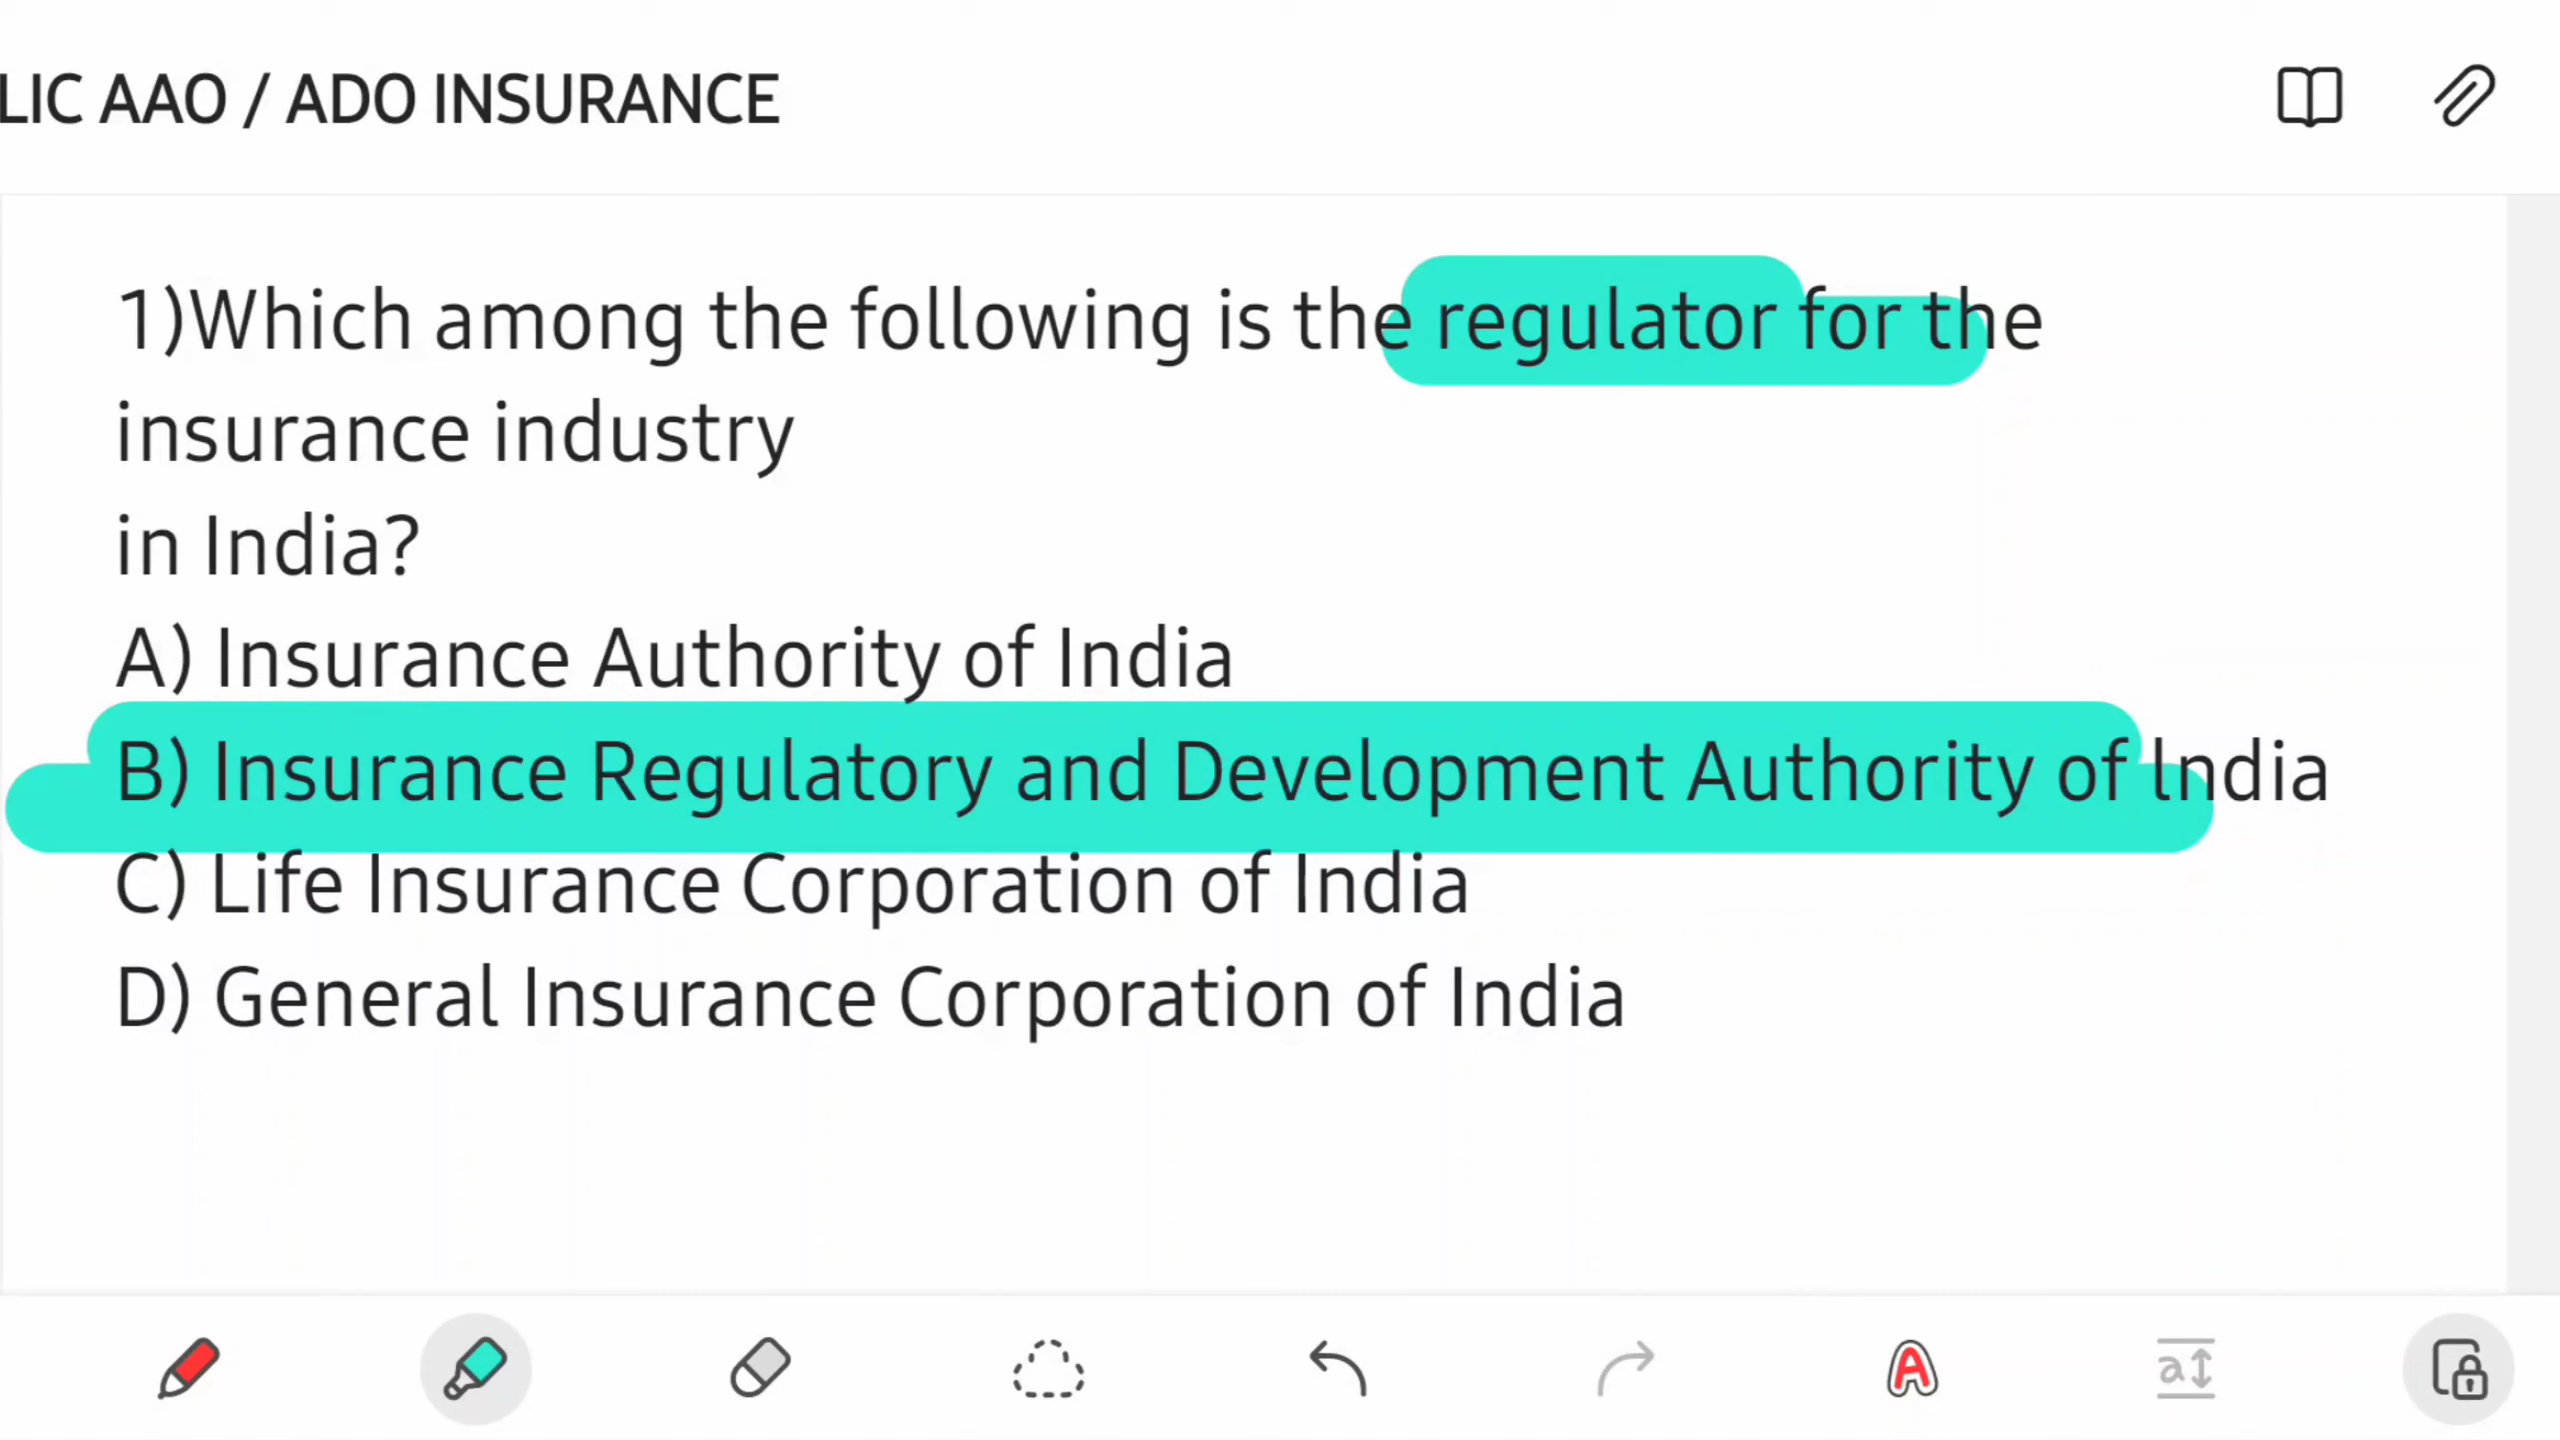 LIC AAO / ADO INSURANCE
1)Which among the following is the regulator for the
insurance industry
in India?
A) Insurance Authority of India
B) Insurance Regulatory and Development Authority of lndia
C) Life Insurance Corporation of India
D) General Insurance Corporation of India
A a